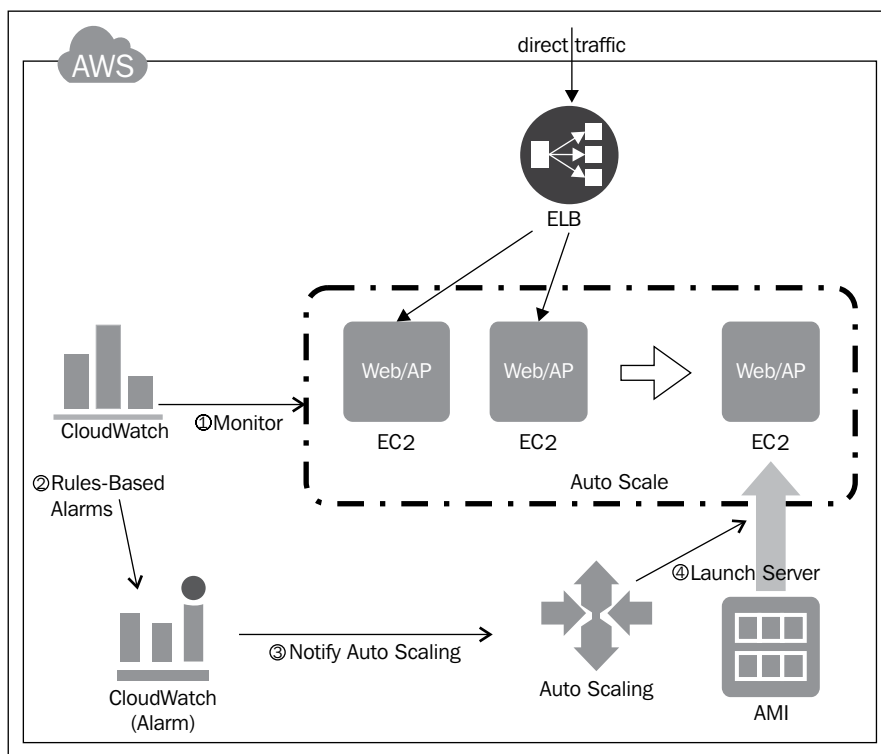 direct traffic
AWS
ELB
Web/AP
Web/AP
Web/AP
EC2
EC2
EC2
CloudWatch
①Monitor
Auto Scale
②Rules-Based
Alarms
④Launch Server
③Notify Auto Scaling
Auto Scaling
CloudWatch
(Alarm)
AMI